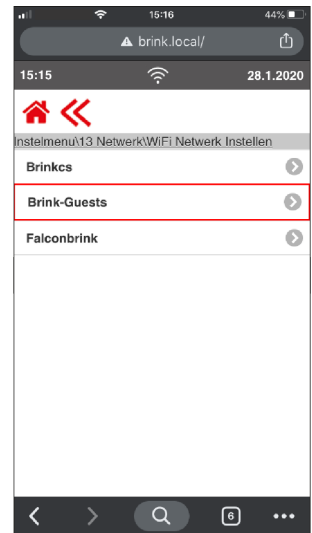 15:16
44%
brink.local/
15:15
28.1.2020
Instelmenu\13 Netwerk\WiFi Netwerk Instellen
Brinkcs
Brink-Guests
Falconbrink
6